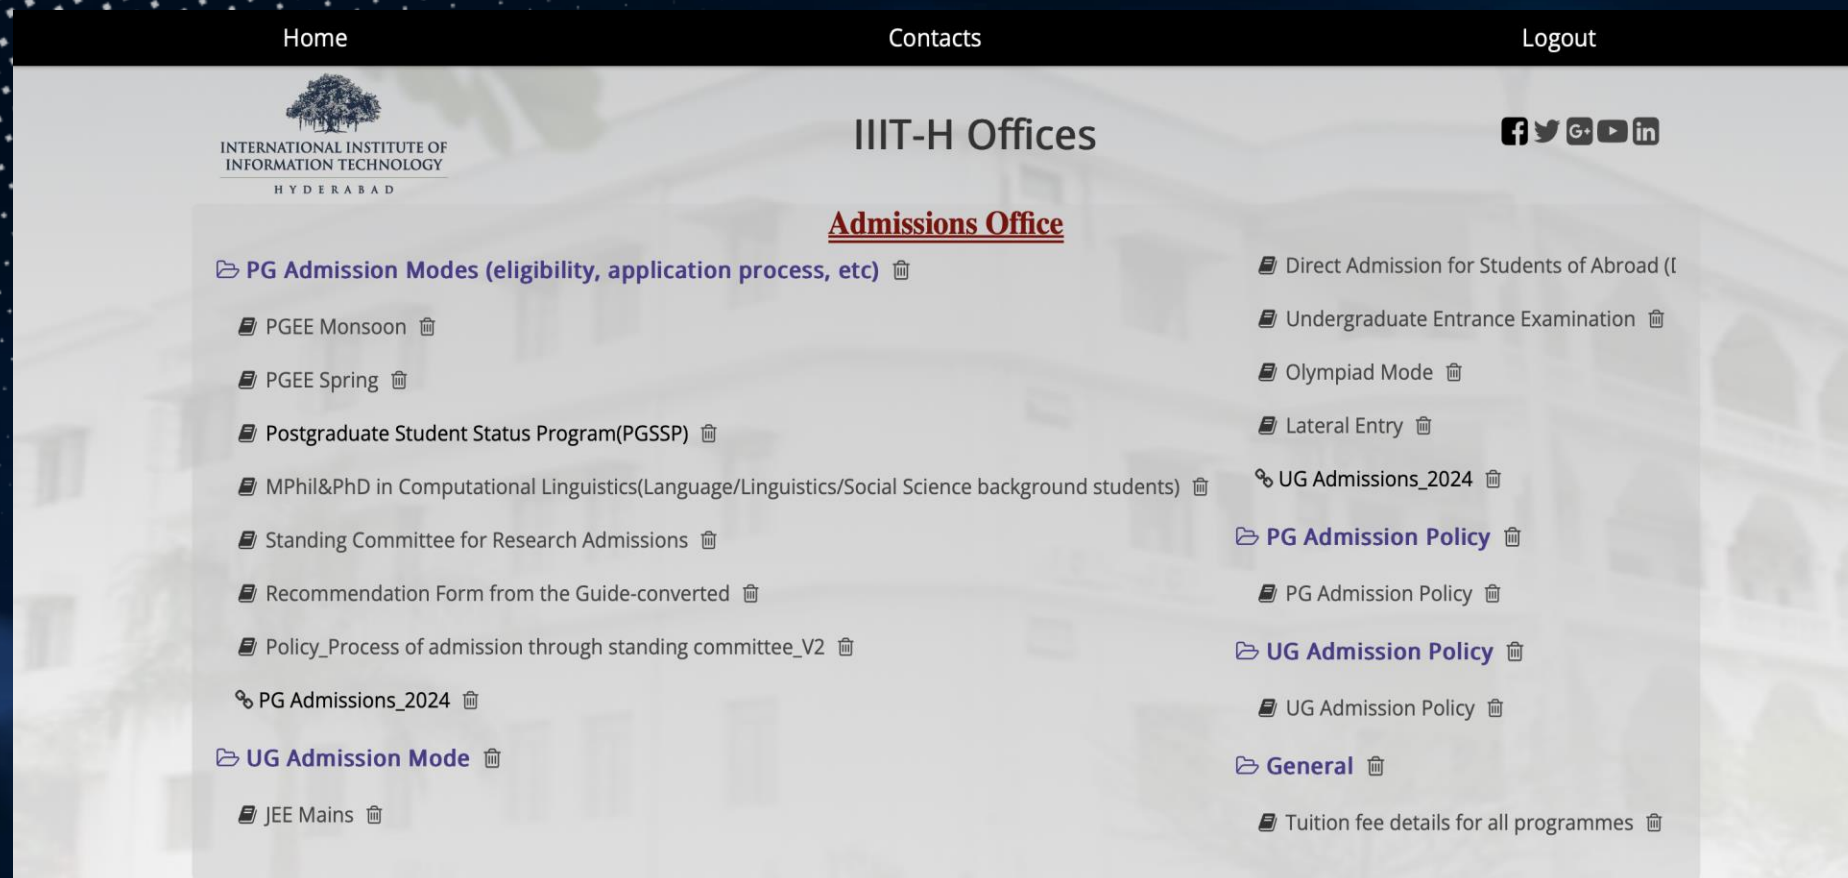 Home
Contacts
Logout
INTERNATIONAL INSTITUTE OF
INFORMATION TECHNOLOGY
HYDERABAD
IIIT-H Offices
Admissions Office
PG Admission Modes (eligibility, application process, etc)
PGEE Monsoon
PGEE Spring
Postgraduate Student Status Program(PGSSP)
MPhil&PhD in Computational Linguistics(Language/Linguistics/Social Science background students)
Standing Committee for Research Admissions
Recommendation Form from the Guide-converted
Policy_Process of admission through standing committee_V2
PG Admissions_2024
UG Admission Mode
JEE Mains
Direct Admission for Students of Abroad (
Undergraduate Entrance Examination
Olympiad Mode
Lateral Entry
UG Admissions_2024
PG Admission Policy
PG Admission Policy
UG Admission Policy
UG Admission Policy
General
Tuition fee details for all programmes